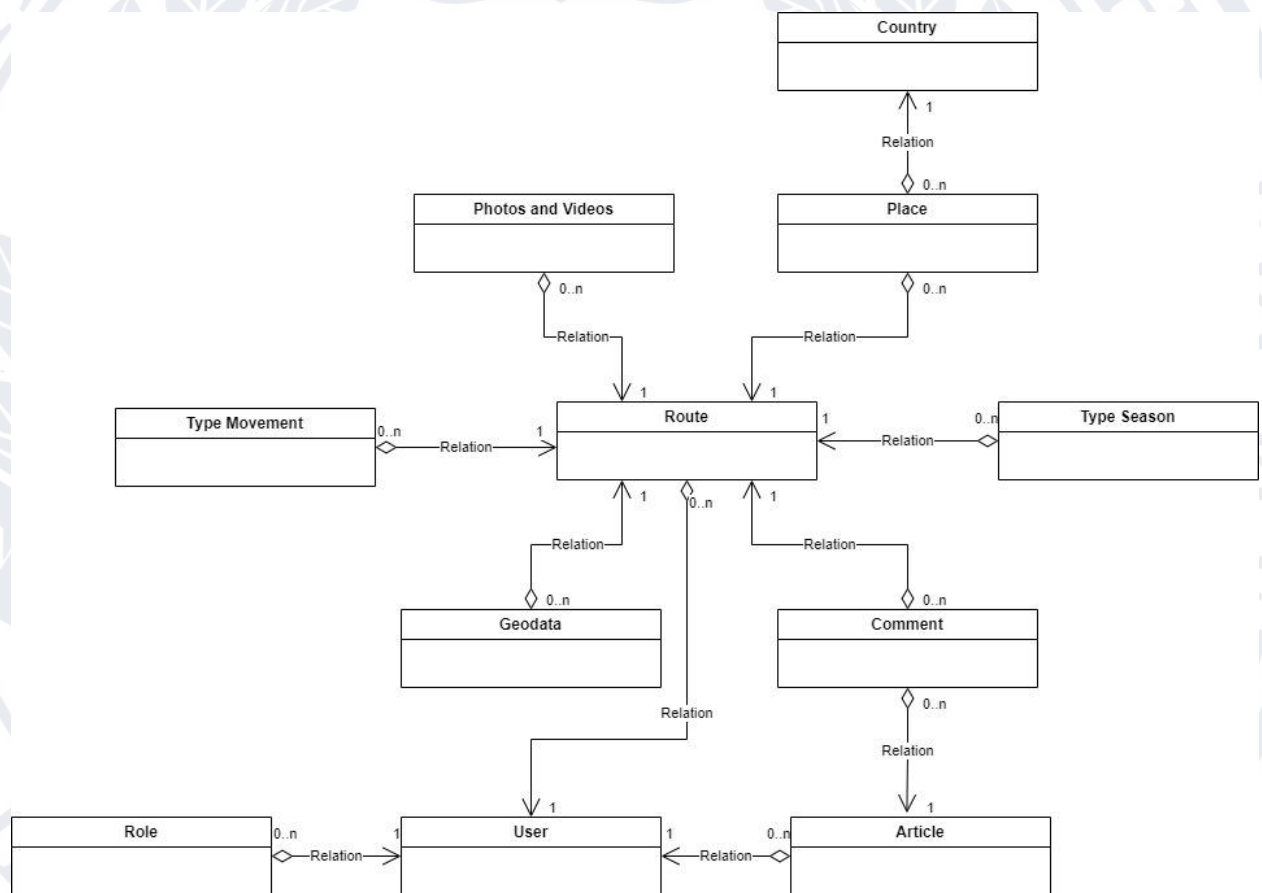 Country
1
Relation
0..n
Photos and Videos
Place
0..n
0..n
Relation
Relation
1
1
Type Movement
Route
Type Season
0..n
1
1
0..n
Relation
Relation
1
0..n
1
Relation
Relation
0..n
0..n
Geodata
Comment
0..n
Relation
Relation
1
1
Role
User
Article
0..n
1
1
0..n
Relation
Relation